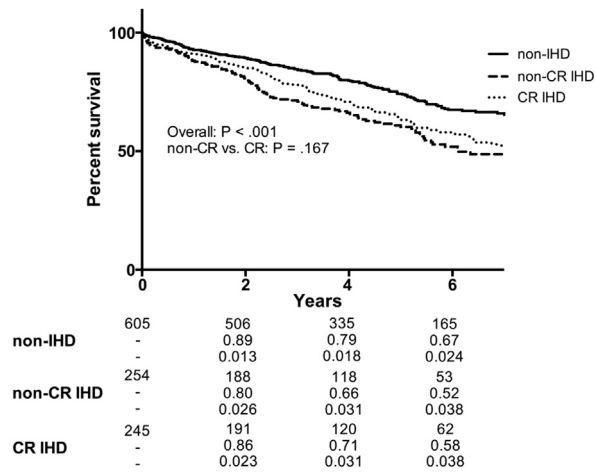 100
50
0
Percent survival
non-IHD
non-CR IHD
CR IHD
Overall: P < .001
non-CR vs. CR: P = .167
0 2 4 6
Years
605 506 335 165
non-IHD - 0.89 0.79 0.67
- 0.013 0.018 0.024
254 188 118 53
non-CR IHD - 0.80 0.66 0.52
- 0.026 0.031 0.038
245 191 120 62
CR IHD - 0.86 0.71 0.58
- 0.023 0.031 0.038